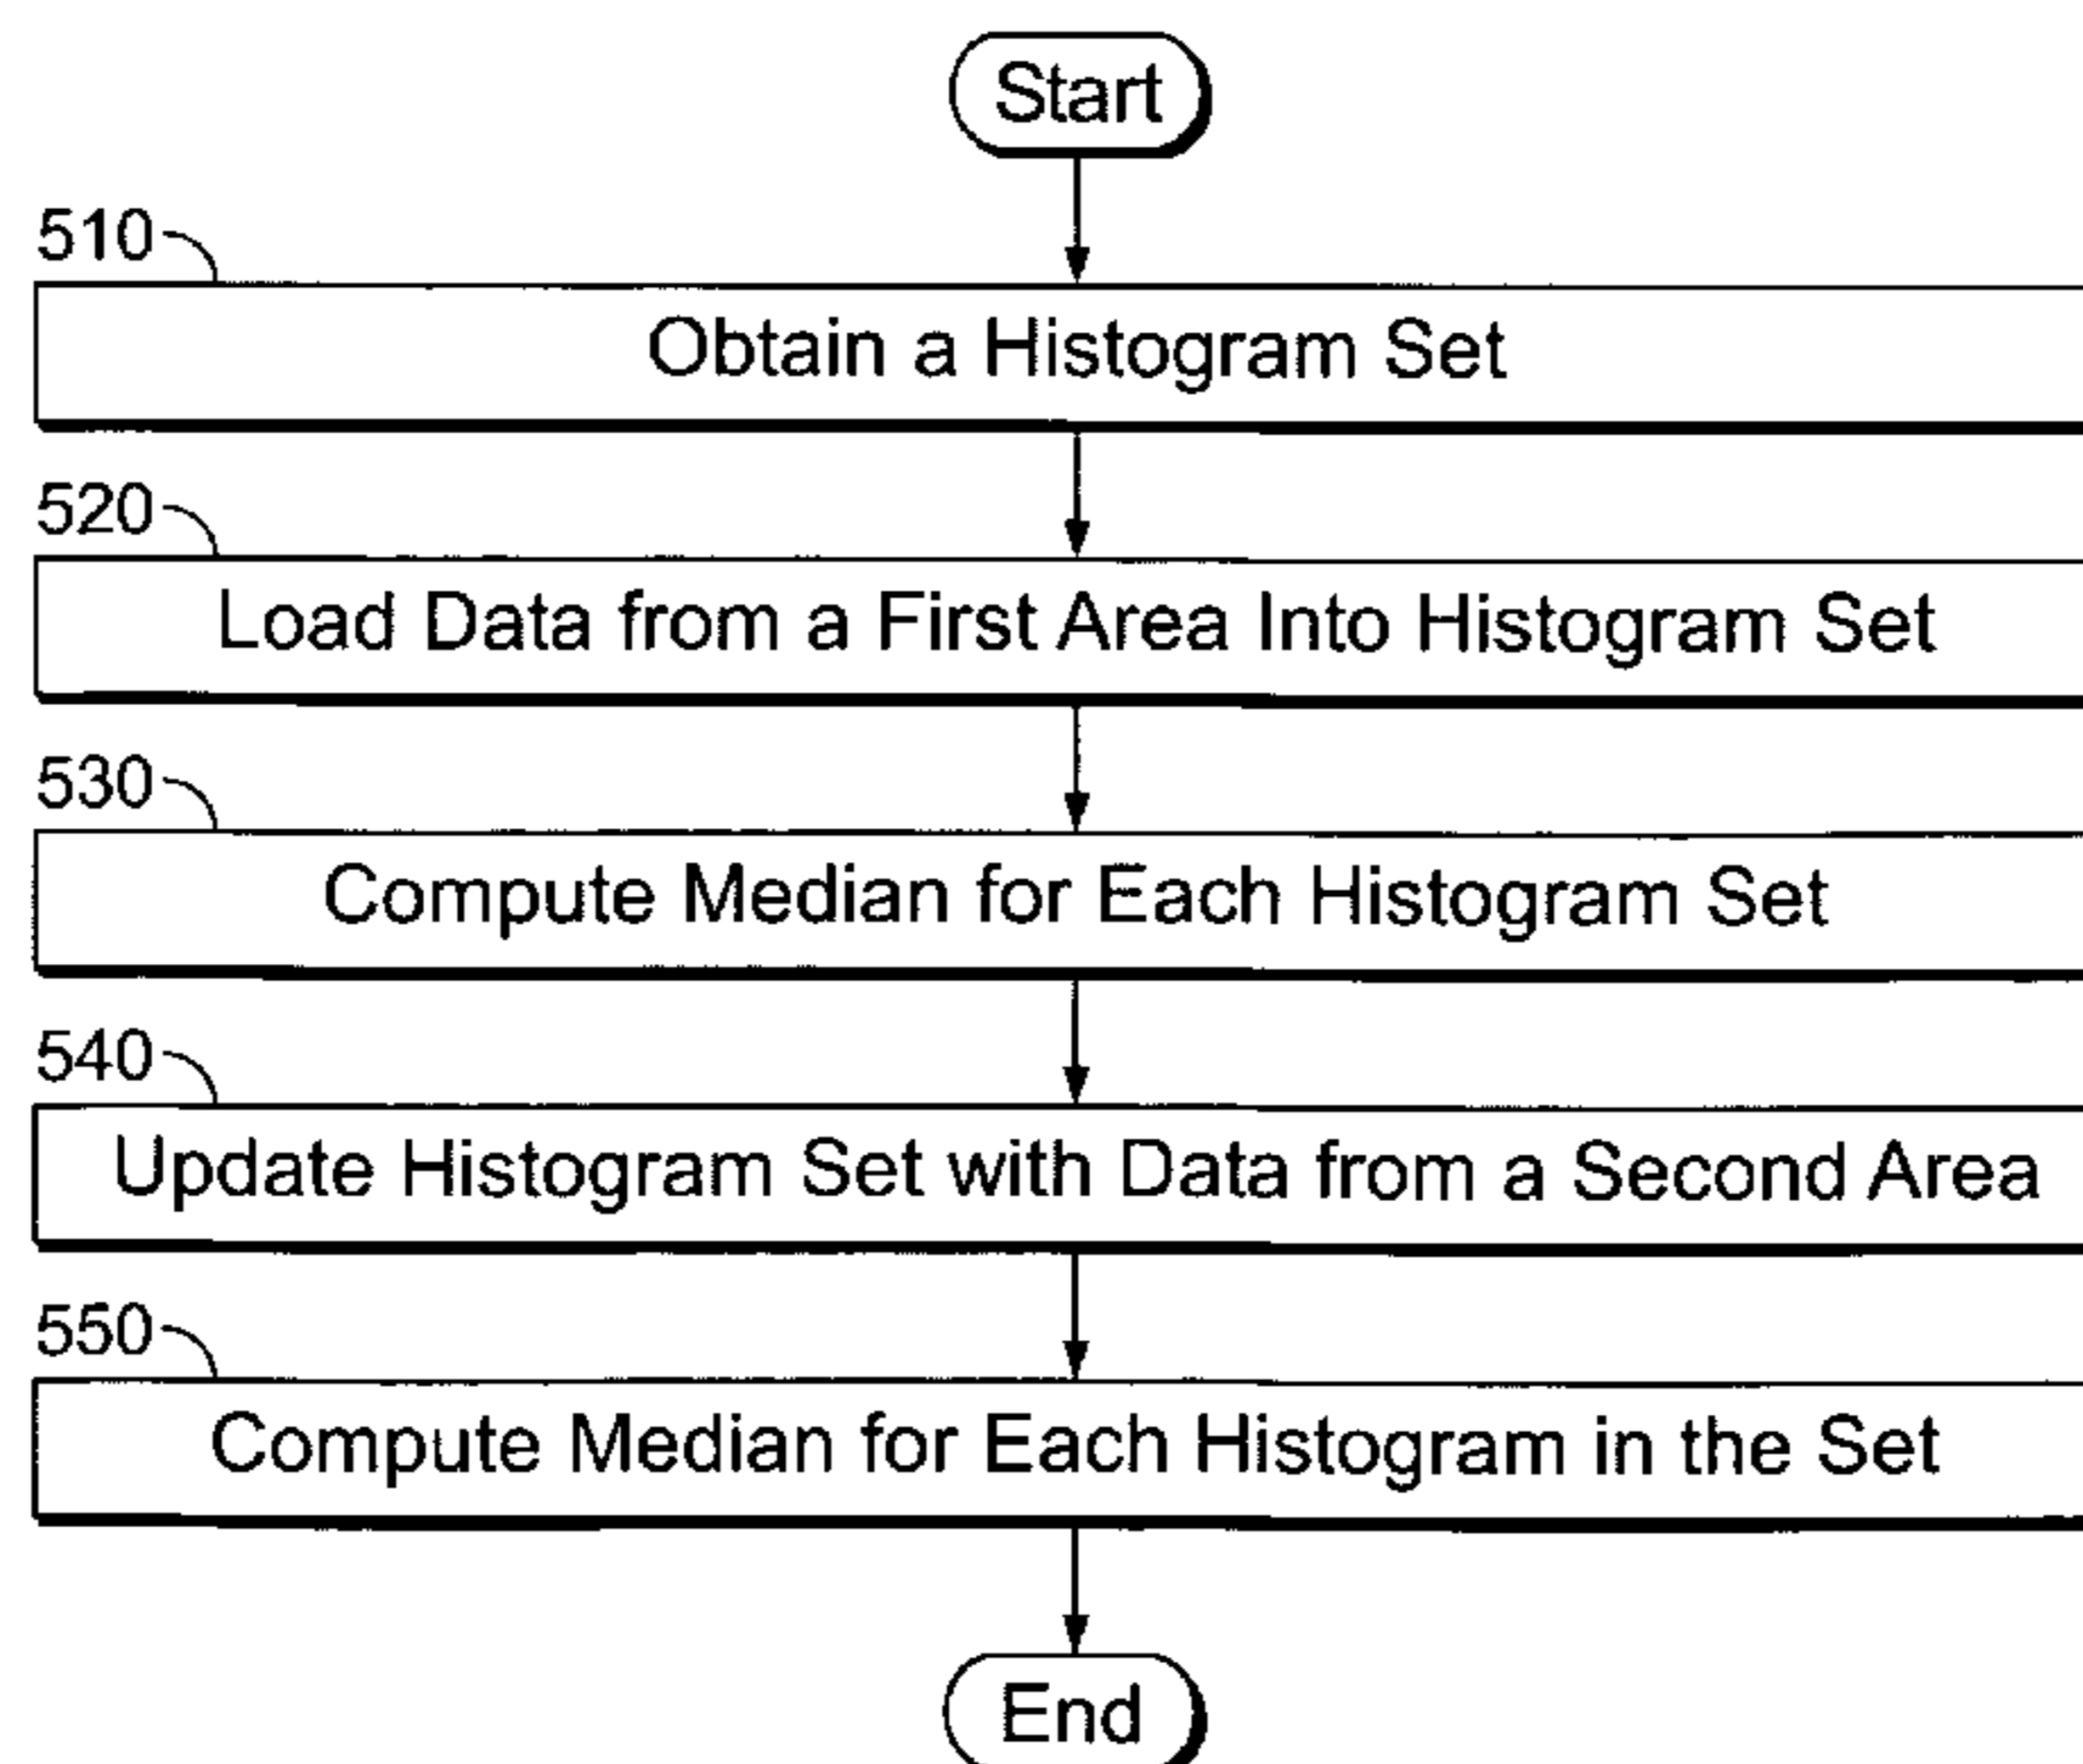 Start
510
Obtain a Histogram Set
520
Load Data from a First Area Into Histogram Set
530
Compute Median for Each Histogram Set
540
Update Histogram Set with Data from a Second Area
550
Compute Median for Each Histogram in the Set
End